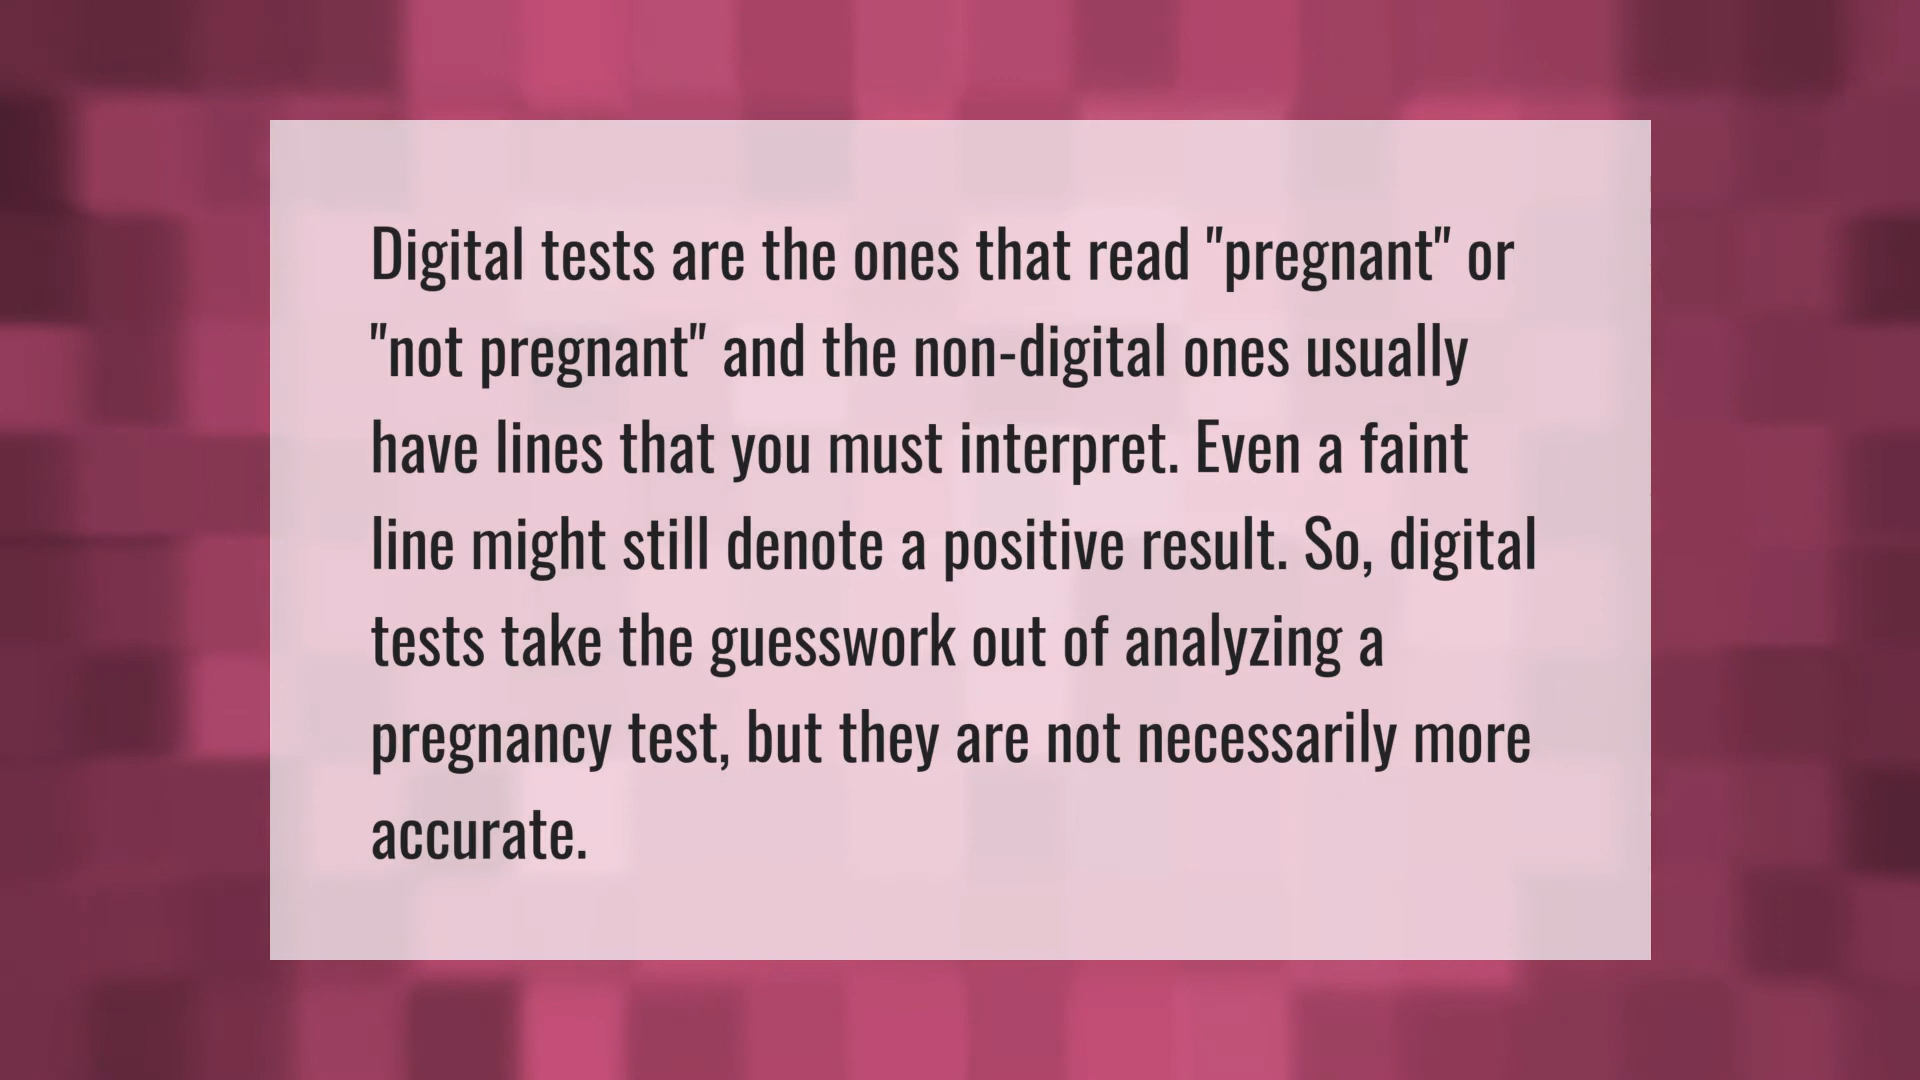 Digital tests are the ones that read "pregnant" or
"not pregnant" and the non-digital ones usually
have lines that you must interpret. Even a faint
line might still denote a positive result. So, digital
tests take the guesswork out of analyzing a
pregnancy test, but they are not necessarily more
accurate.